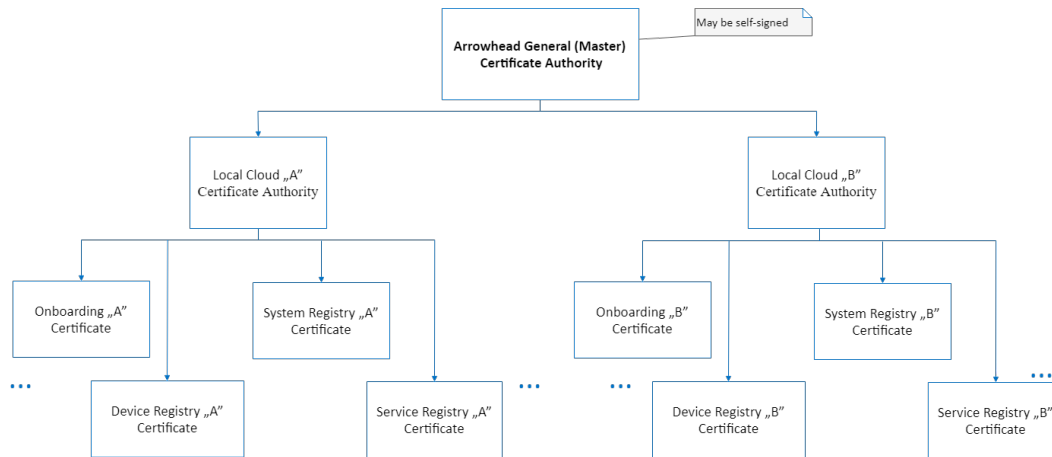 May be self-signed
Arrowhead General (Master)
Certificate Authority
Local Cloud „A”
Certificate Authority
Local Cloud „B”
Certificate Authority
Onboarding „A”
Certificate
System Registry „A”
Certificate
Onboarding „B”
Certificate
System Registry „B”
Certificate
...
...
...
...
Device Registry „A”
Certificate
Service Registry „A”
Certificate
Device Registry „B”
Certificate
Service Registry „B”
Certificate